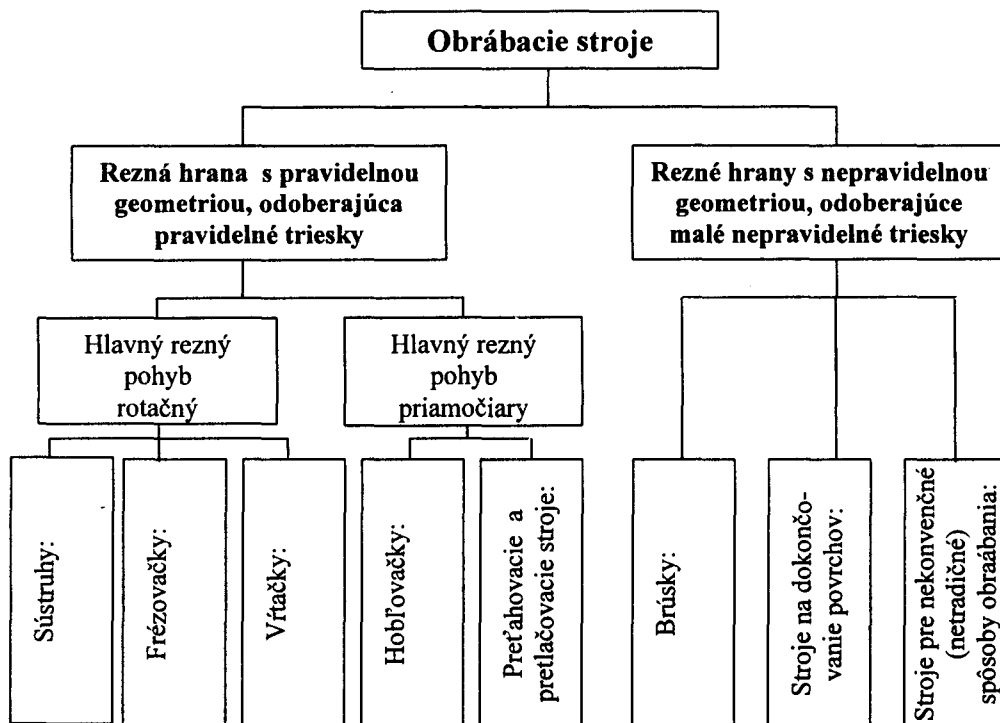 Obrábacie stroje
Rezná hrana s pravidelnou
geometriou, odoberajúca
pravidelné triesky
Rezné hrany s nepravidelnou
geometriou, odoberajúce
malé nepravidelné triesky
Hlavný rezný
pohyb
rotačný
Hlavný rezný
pohyb
priamočiary
Sústruhy:
Frézovačky:
Vŕtačky:
Hobľovačky:
Preťahovacie a
pretlačovacie stroje:
Brúsky:
Stroje na dokončo-
vanie povrchov:
Stroje pre nekonvenčné
(netradičné)
spôsoby obraábania: